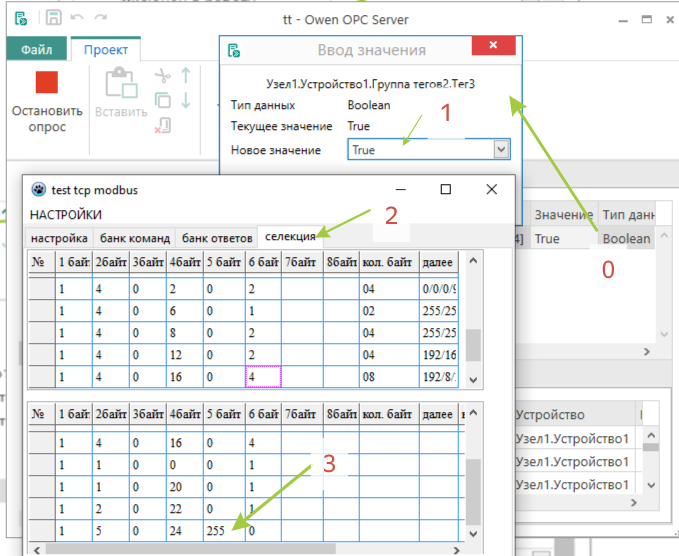 tt - Owen OPC Server
Файл
Проект
Остановить
опрос
Вставить
Ввод значения
Узел1.Устройство1.Группа тегов2.Тег3
Тип данных Boolean
Текущее значение True
Новое значение True
1
0
Значение Тип данн
4] True Boolean
test tcp modbus
НАСТРОЙКИ
2
настройка банк команд банк ответов селекция
№ 1 байт 2байт 3байт 4байт 5 байт 6 байт 7байт 8байт кол. байт далее
1 4 0 2 0 2 04 0/0/0/9
1 4 0 6 0 1 02 255/25
1 4 0 8 0 2 04 255/25
1 4 0 12 0 2 04 192/16
1 4 0 16 0 4 08 192/8/
№ 1 байт 2байт 3байт 4байт 5 байт 6 байт 7байт 8байт кол. байт далее
1 4 0 16 0 4
1 1 0 0 0 1
1 1 0 20 0 1
1 2 0 22 0 1
1 5 0 24 255 0
3
Устройство
Узел1.Устройство1
Узел1.Устройство1
Узел1.Устройство1